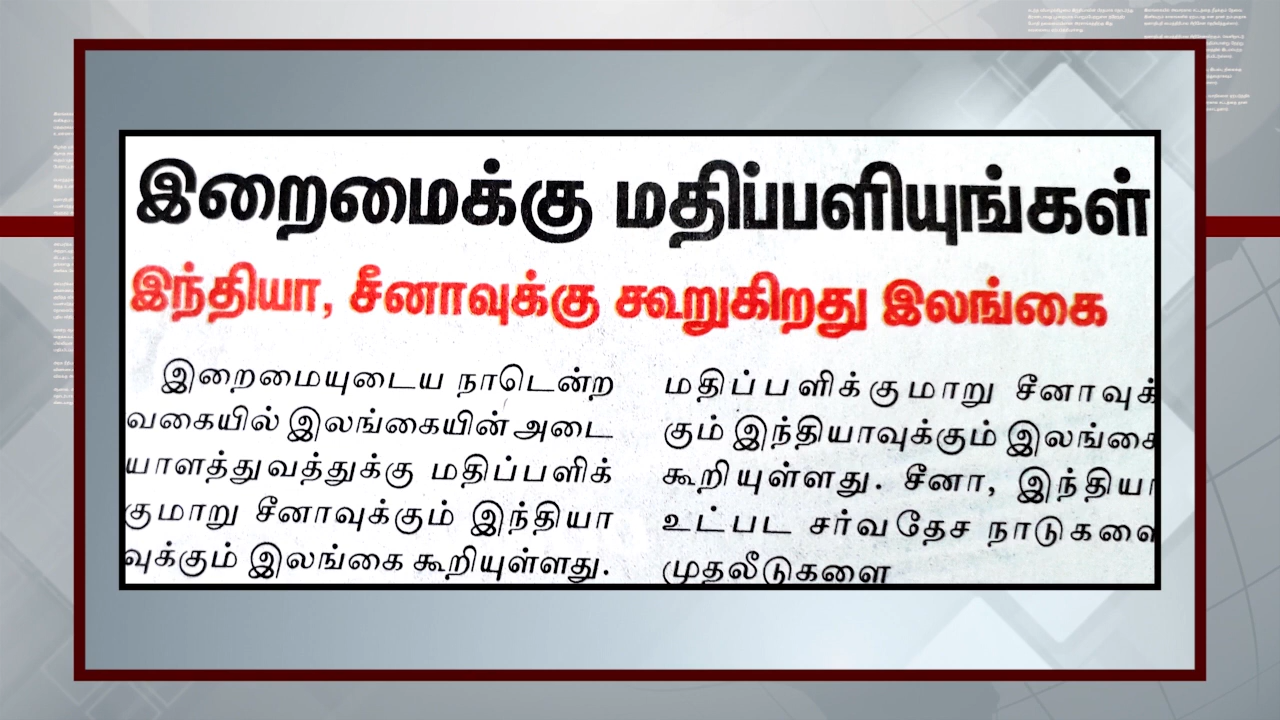 இறைமைக்கு மதிப்பளியுங்கள்
இந்தியா, சீனாவுக்கு கூறுகிறது இலங்கை
இறைமையுடைய நாடென்ற
வகையில் இலங்கையின் அடை
யாளத்துவத்துக்கு மதிப்பளிக்
குமாறு சீனாவுக்கும் இந்தியா
வுக்கும் இலங்கை கூறியுள்ளது.
மதிப்பளிக்குமாறு சீனாவுக்
கும் இந்தியாவுக்கும் இலங்கை
கூறியுள்ளது. சீனா, இந்தியா
உட்பட சர்வதேச நாடுகளை
முதலீடுகளை